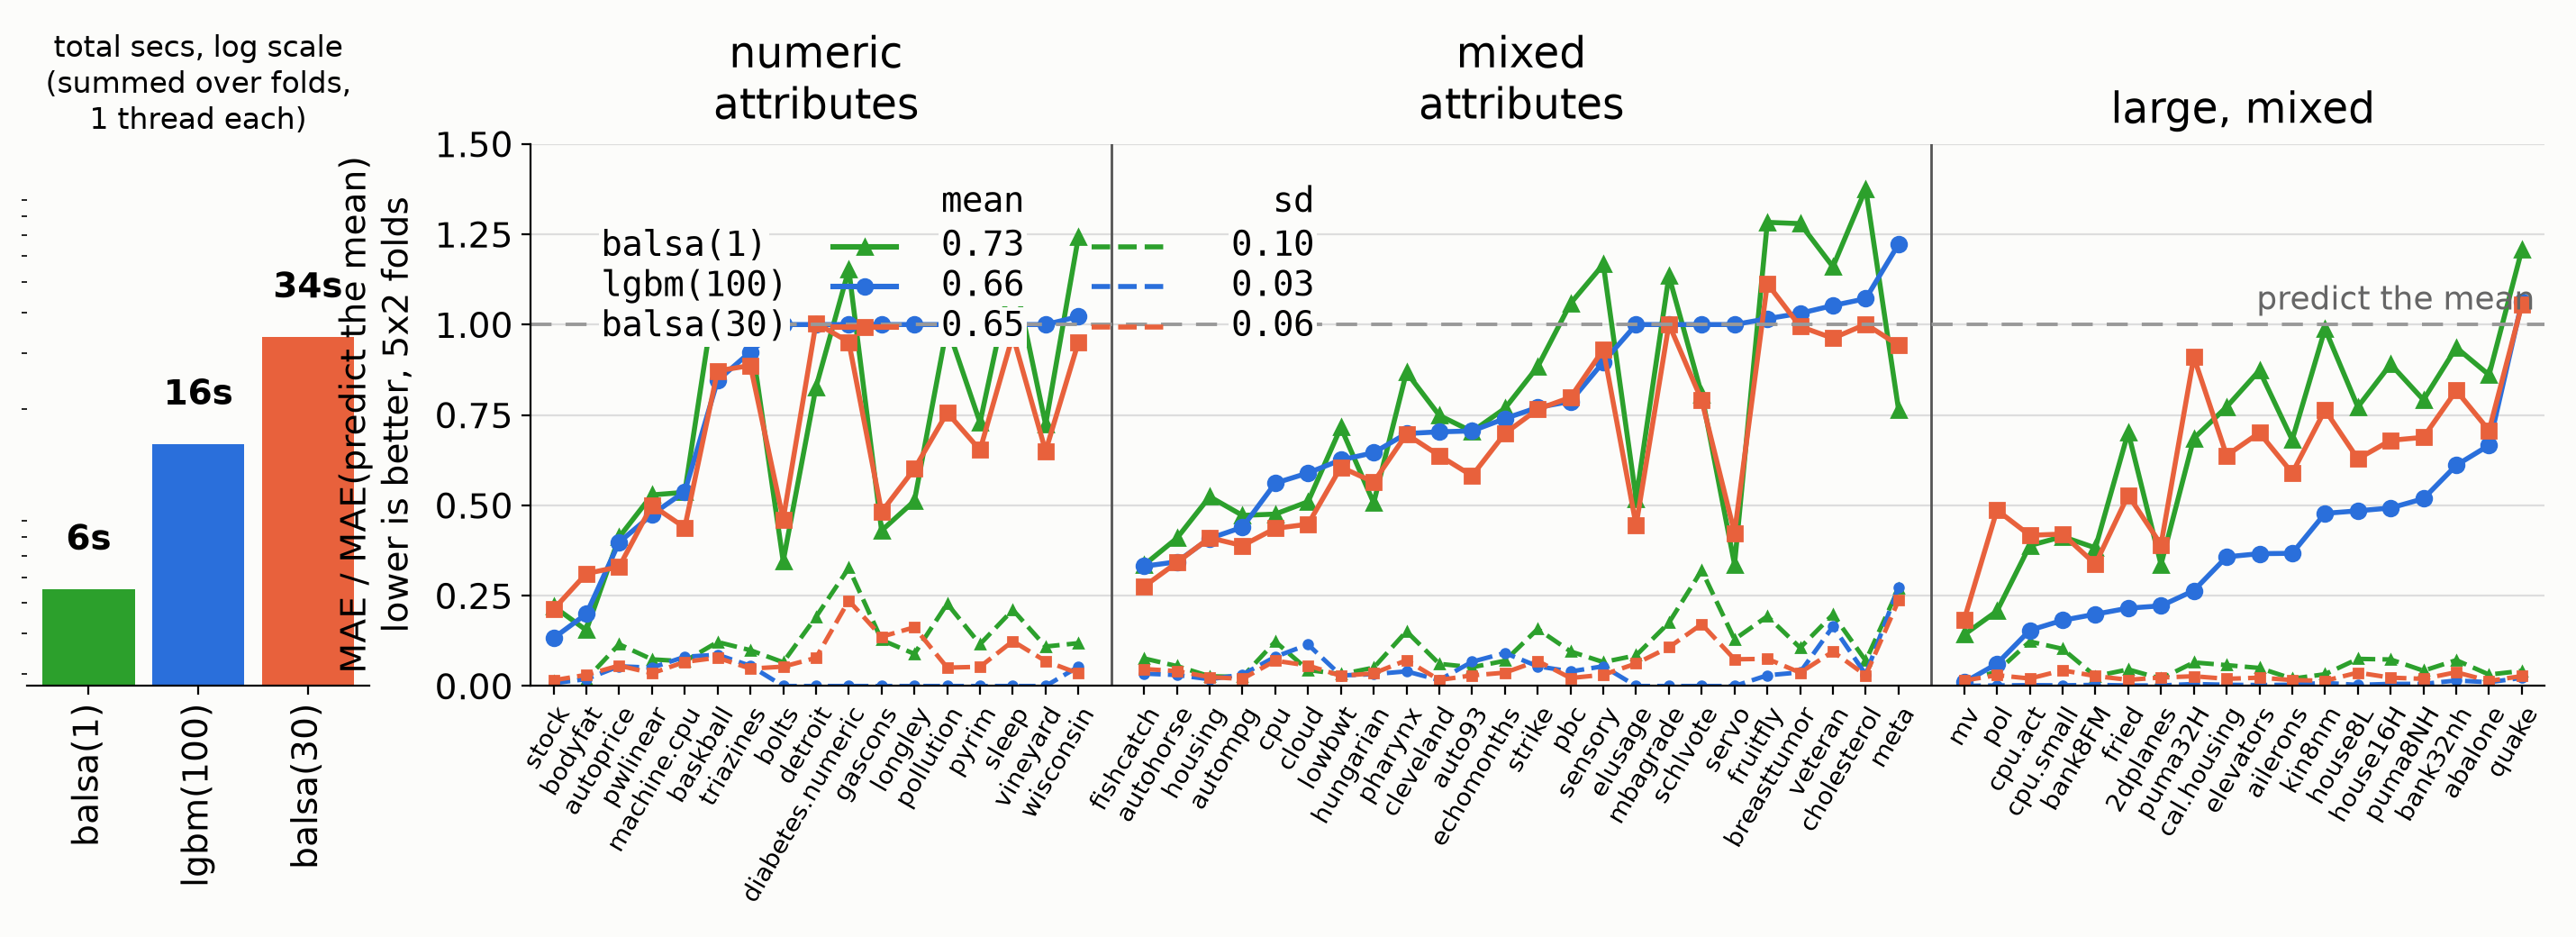 total secs, log scale
(summed over folds,
1 thread each)
34s
16s
6s
balsa(1)
lgbm(100)
balsa(30)
MAE / MAE(predict the mean)
lower is better, 5x2 folds
numeric
attributes
mixed
attributes
large, mixed
1.50
1.25
1.00
0.75
0.50
0.25
0.00
mean sd
balsa(1) 0.73 0.10
lgbm(100) 0.66 0.03
balsa(30) 0.65 0.06
predict the mean
stock
bodyfat
autoprice
pwlinear
machine.cpu
baskball
triazines
bolts
detroit
diabetes.numeric
gascons
longley
pollution
pyrim
sleep
vineyard
wisconsin
fishcatch
autohorse
housing
autompg
cpu
cloud
lowbwt
hungarian
pharynx
cleveland
auto93
echomonths
strike
pbc
sensory
elusage
mbagrade
schlvote
servo
fruitfly
breasttumor
veteran
cholesterol
meta
mv
pol
cpu.act
cpu.small
bank8FM
fried
2dplanes
puma32H
cal.housing
elevators
ailerons
kin8nm
house8L
house16H
puma8NH
bank32nh
abalone
quake